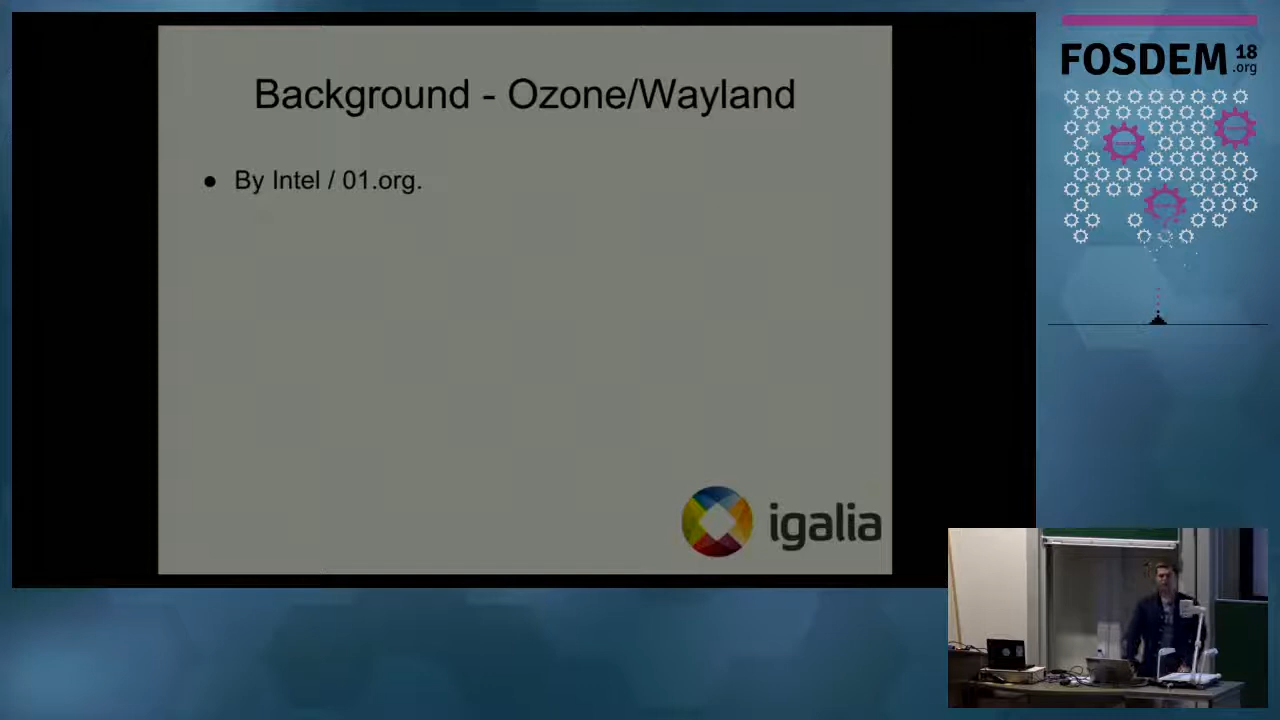 Background - Ozone/Wayland
● By Intel / 01.org.
igalia
FOSDEM 18
.org